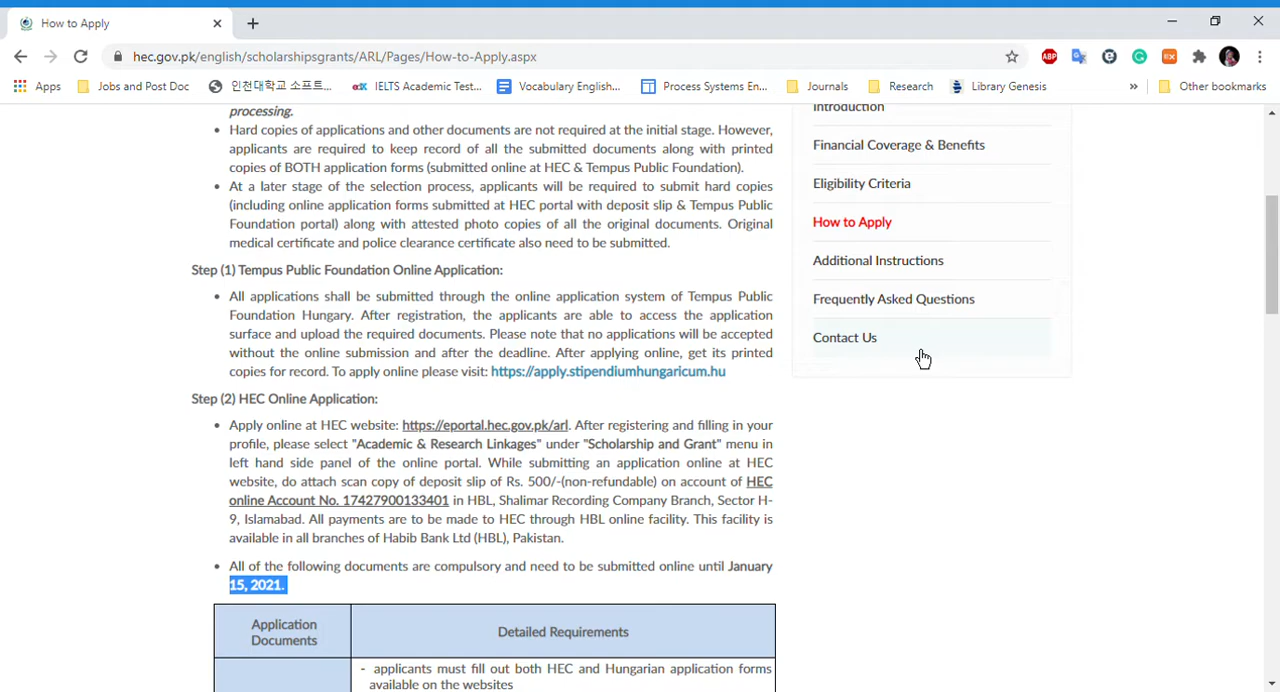 How to Apply
hec.gov.pk/english/scholarshipsgrants/ARL/Pages/How-to-Apply.aspx
Apps
Jobs and Post Doc
인천대학교 소프트...
IELTS Academic Test...
Vocabulary English...
Process Systems En...
Journals
Research
Library Genesis
»
Other bookmarks
processing.
• Hard copies of applications and other documents are not required at the initial stage. However,
applicants are required to keep record of all the submitted documents along with printed
copies of BOTH application forms (submitted online at HEC & Tempus Public Foundation).
• At a later stage of the selection process, applicants will be required to submit hard copies
(including online application forms submitted at HEC portal with deposit slip & Tempus Public
Foundation portal) along with attested photo copies of all the original documents. Original
medical certificate and police clearance certificate also need to be submitted.
Step (1) Tempus Public Foundation Online Application:
• All applications shall be submitted through the online application system of Tempus Public
Foundation Hungary. After registration, the applicants are able to access the application
surface and upload the required documents. Please note that no applications will be accepted
without the online submission and after the deadline. After applying online, get its printed
copies for record. To apply online please visit: https://apply.stipendiumhungaricum.hu
Step (2) HEC Online Application:
• Apply online at HEC website: https://eportal.hec.gov.pk/arl. After registering and filling in your
profile, please select "Academic & Research Linkages" under "Scholarship and Grant" menu in
left hand side panel of the online portal. While submitting an application online at HEC
website, do attach scan copy of deposit slip of Rs. 500/-(non-refundable) on account of HEC
online Account No. 17427900133401 in HBL, Shalimar Recording Company Branch, Sector H-
9, Islamabad. All payments are to be made to HEC through HBL online facility. This facility is
available in all branches of Habib Bank Ltd (HBL), Pakistan.
• All of the following documents are compulsory and need to be submitted online until January
15, 2021.
Application
Documents
Detailed Requirements
- applicants must fill out both HEC and Hungarian application forms
available on the websites
Introduction
Financial Coverage & Benefits
Eligibility Criteria
How to Apply
Additional Instructions
Frequently Asked Questions
Contact Us
ABP